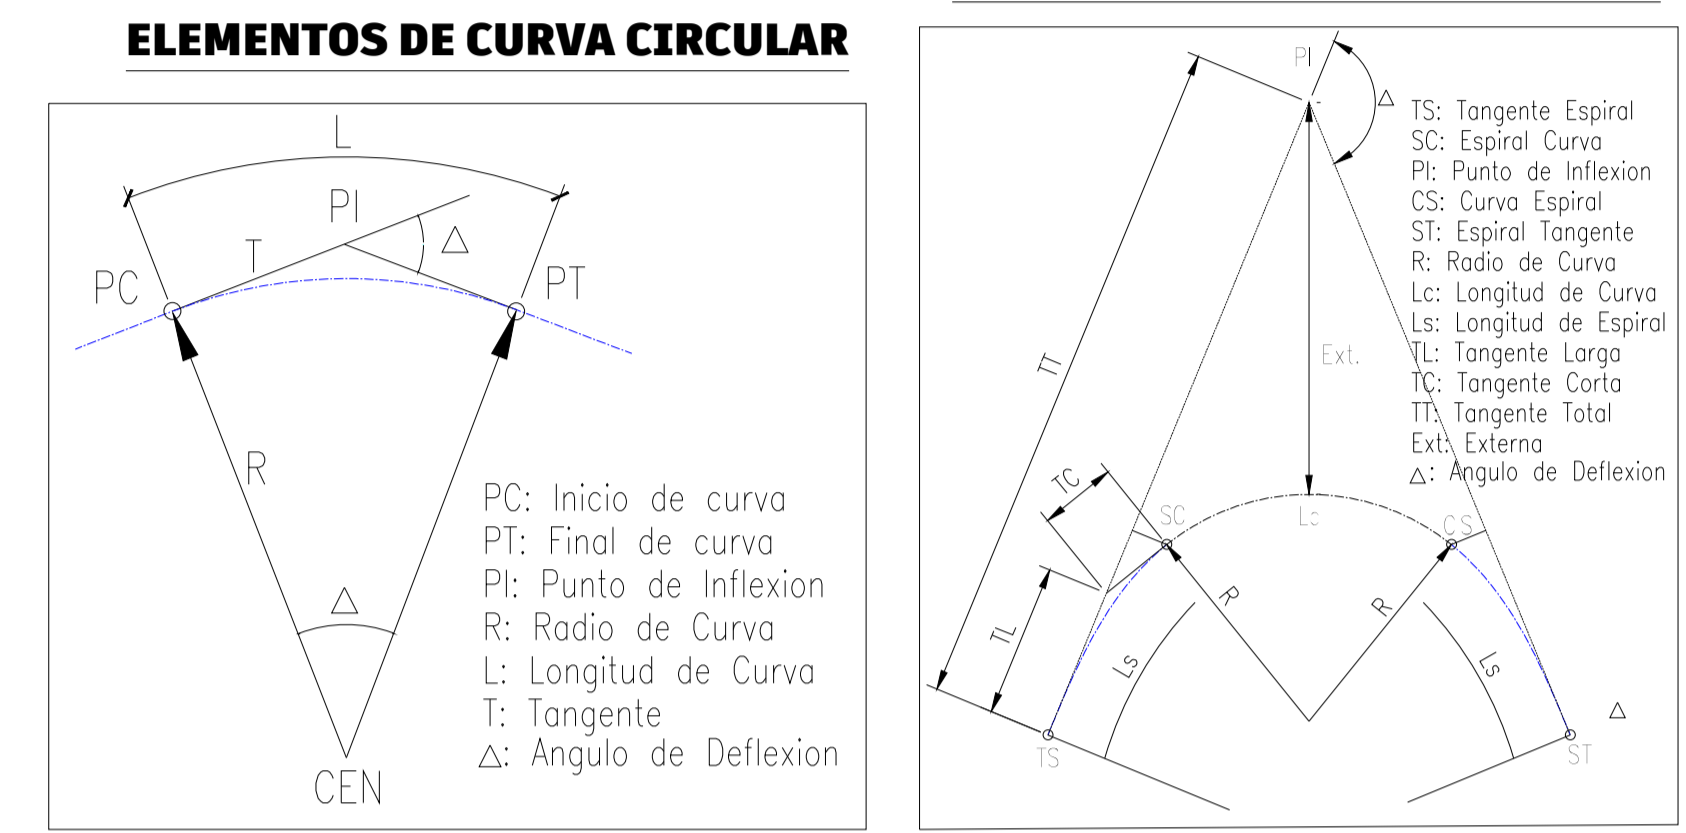 ELEMENTOS DE CURVA CIRCULAR
L
PI
T
Δ
PC
PT
R
Δ
CEN
PC: Inicio de curva
PT: Final de curva
PI: Punto de Inflexion
R: Radio de Curva
L: Longitud de Curva
T: Tangente
Δ: Angulo de Deflexion
PI
Δ
TS: Tangente Espiral
SC: Espiral Curva
PI: Punto de Inflexion
CS: Curva Espiral
ST: Espiral Tangente
R: Radio de Curva
Lc: Longitud de Curva
Ls: Longitud de Espiral
TL: Tangente Larga
TC: Tangente Corta
TT: Tangente Total
Ext: Externa
Δ: Angulo de Deflexion
TT
Ext.
TC
SC
Lc
CS
R
R
TL
Ls
Ls
Δ
TS
ST